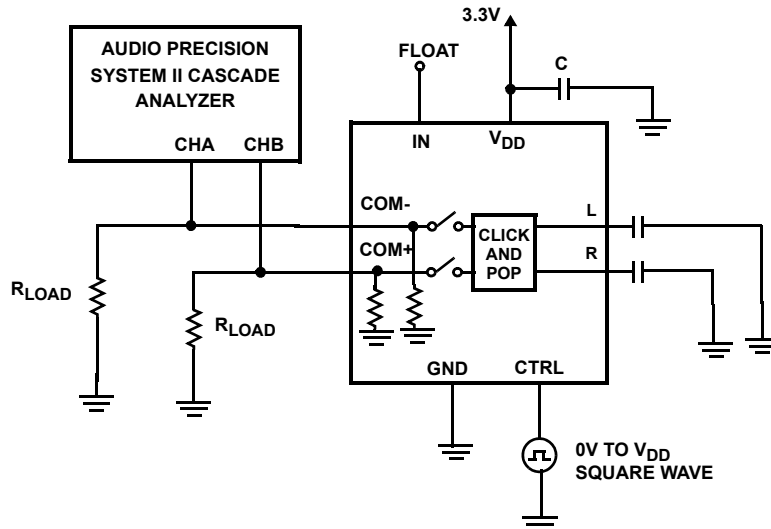 AUDIO PRECISION
SYSTEM II CASCADE
ANALYZER
CHA
CHB
3.3V
FLOAT
C
IN
VDD
COM-
COM+
CLICK
AND
POP
L
R
RLOAD
RLOAD
GND
CTRL
0V TO VDD
SQUARE WAVE